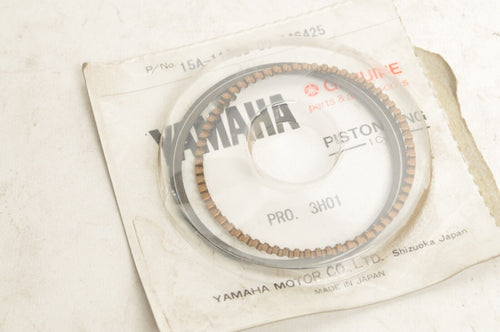 P/No. 15A-11
GENUINE
parts &
YAMAHA
PISTON RING
PRO. 3H01
YAMAHA MOTOR CO., LTD. Shizuoka Japan
MADE IN JAPAN